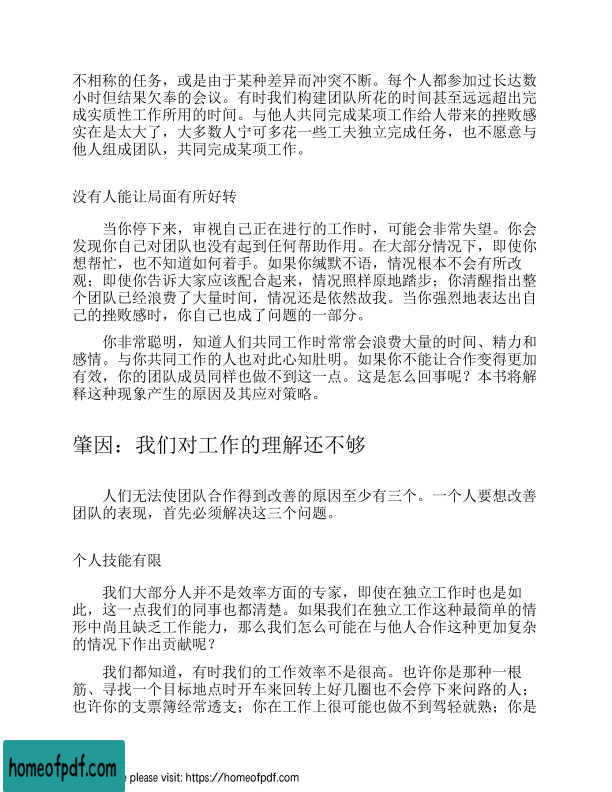 不相称的任务，或是由于某种差异而冲突不断。每个人都参加过长达数
小时但结果欠奉的会议。有时我们构建团队所花的时间甚至远远超出完
成实质性工作所用的时间。与他人共同完成某项工作给人带来的挫败感
实在是太大了，大多数人宁可多花一些工夫独立完成任务，也不愿意与
他人组成团队，共同完成某项工作。
没有人能让局面有所好转
当你停下来，审视自己正在进行的工作时，可能会非常失望。你会
发现你自己对团队也没有起到任何帮助作用。在大部分情况下，即使你
想帮忙，也不知道如何着手。如果你缄默不语，情况根本不会有所改
观；即使你告诉大家应该配合起来，情况照样原地踏步；你清醒指出整
个团队已经浪费了大量时间，情况还是依然故我。当你强烈地表达出自
己的挫败感时，你自己也成了问题的一部分。
你非常聪明，知道人们共同工作时常常会浪费大量的时间、精力和
感情。与你共同工作的人也对此心知肚明。如果你不能让合作变得更加
有效，你的团队成员同样也做不到这一点。这是怎么回事呢？本书将解
释这种现象产生的原因及其应对策略。
肇因：我们对工作的理解还不够
人们无法使团队合作得到改善的原因至少有三个。一个人要想改善
团队的表现，首先必须解决这三个问题。
个人技能有限
我们大部分人并不是效率方面的专家，即使在独立工作时也是如
此，这一点我们的同事也都清楚。如果我们在独立工作这种最简单的情
形中尚且缺乏工作能力，那么我们怎么可能在与他人合作这种更加复杂
的情况下作出贡献呢？
我们都知道，有时我们的工作效率不是很高。也许你是那种一根
筋、寻找一个目标地点时开车来回转上好几圈也不会停下来问路的人；
也许你的支票簿经常透支；你在工作上很可能也做不到驾轻就熟；你是
homeofpdf.com
e please visit: https://homeofpdf.com